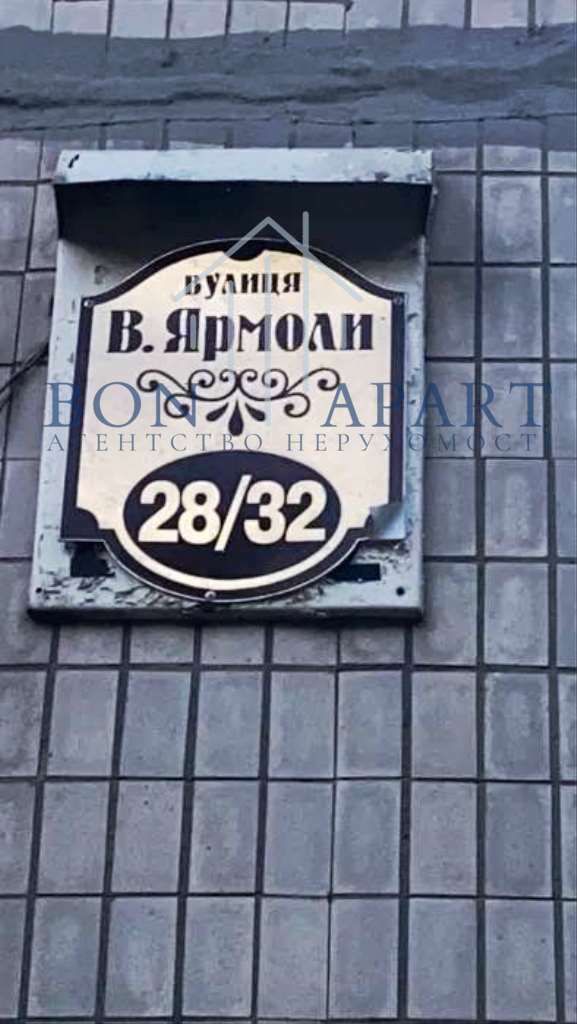 вулиця
В. Ярмоли
BON APART
АГЕНТСТВО НЕРУХОМОСТ
28/32